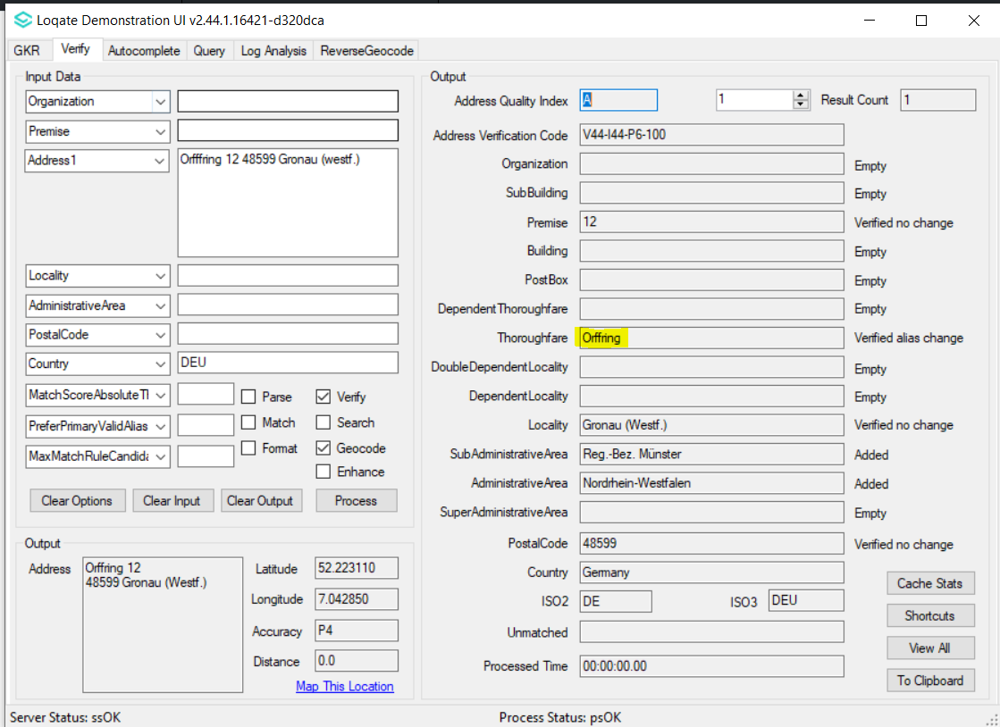 Loqate Demonstration UI v2.44.1.16421-d320dca
GKR Verify Autocomplete Query Log Analysis ReverseGeocode
Input Data
Organization
Premise
Address1 Orfffring 12 48599 Gronau (westf.)
Locality
AdministrativeArea
PostalCode
Country DEU
MatchScoreAbsoluteTl Parse Verify
PreferPrimaryValidAlias Match Search
MaxMatchRuleCandida Format Geocode
Enhance
Clear Options Clear Input Clear Output Process
Output
Address Orffring 12
48599 Gronau (Westf.)
Latitude 52.223110
Longitude 7.042850
Accuracy P4
Distance 0.0
Map This Location
Output
Address Quality Index A 1 Result Count 1
Address Verification Code V44-I44-P6-100
Organization Empty
SubBuilding Empty
Premise 12 Verified no change
Building Empty
PostBox Empty
DependentThoroughfare Empty
Thoroughfare Orffring Verified alias change
DoubleDependentLocality Empty
DependentLocality Empty
Locality Gronau (Westf.) Verified no change
SubAdministrativeArea Reg.-Bez. Münster Added
AdministrativeArea Nordrhein-Westfalen Added
SuperAdministrativeArea Empty
PostalCode 48599 Verified no change
Country Germany
ISO2 DE ISO3 DEU
Unmatched
Processed Time 00:00:00.00
Cache Stats
Shortcuts
View All
To Clipboard
Server Status: ssOK Process Status: psOK